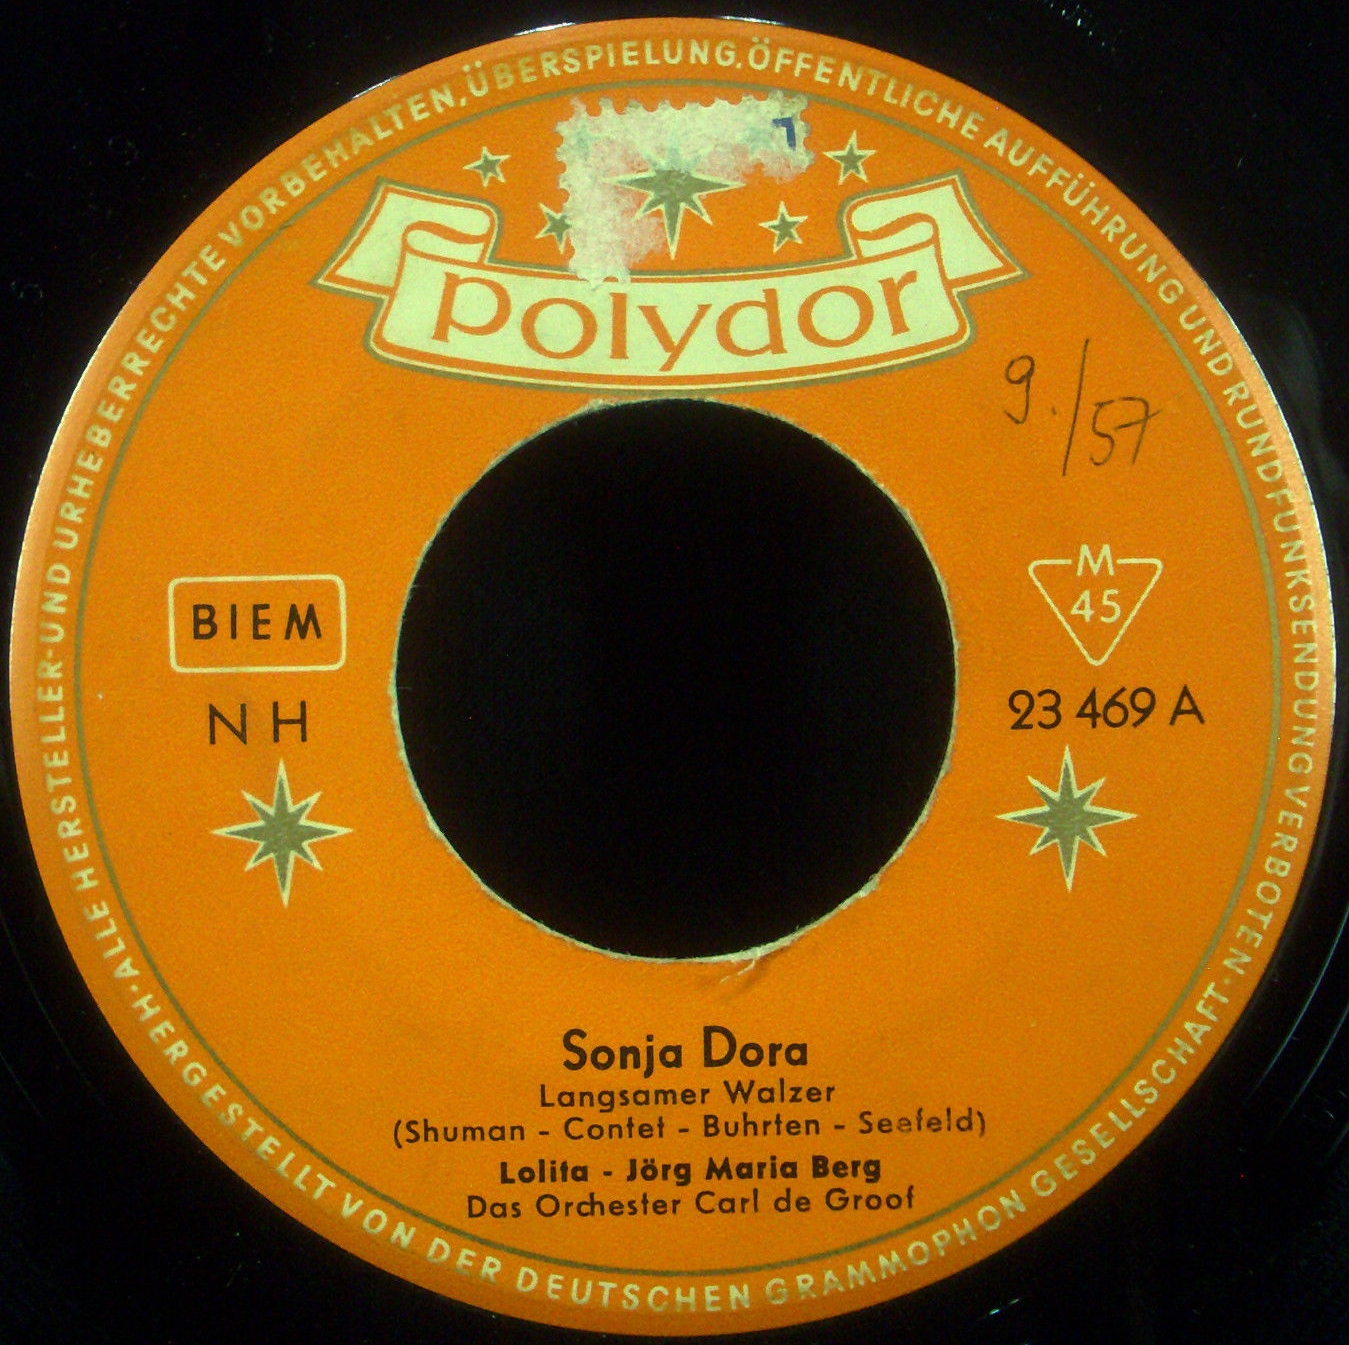 ALLE HERSTELLER-UND URHEBERRECHTE VORBEHALTEN, ÜBERSPIELUNG, ÖFFENTLICHE AUFFÜHRUNG UND RUNDFUNKSENDUNG VERBOTEN·
1
polydor
9./57
BIEM
M
45
NH
23 469 A
Sonja Dora
Langsamer Walzer
(Shuman - Contet - Buhrten - Seefeld)
Lolita - Jörg Maria Berg
Das Orchester Carl de Groof
HERGESTELLT VON DER DEUTSCHEN GRAMMOPHON GESELLSCHAFT·